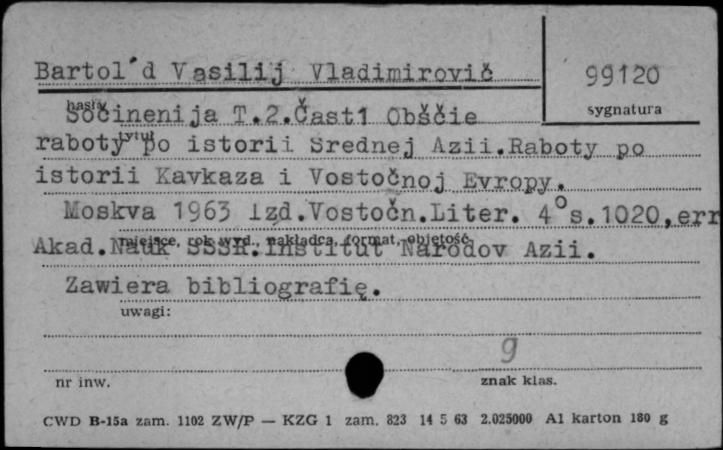 Bartol'd Vasilij Vladimirovič
99120
hasło
sygnatura
Sočinenija T.2.Čast1 Obščie
tytuł
raboty po istorii Srednej Azii.Raboty po
istorii Kavkaza i Vostočnoj Evropy.
Moskva 1963 Izd.Vostočn.Liter. 4° s.1020,err
miejsce, rok wyd., nakładca, format, objętość
Akad.Nauk SSSR.Institut Narodov Azii.
Zawiera bibliografię.
uwagi:
9
nr inw.
znak klas.
CWD B-15a zam. 1102 ZW/P — KZG 1 zam. 823 14 5 63 2.025000 A1 karton 180 g